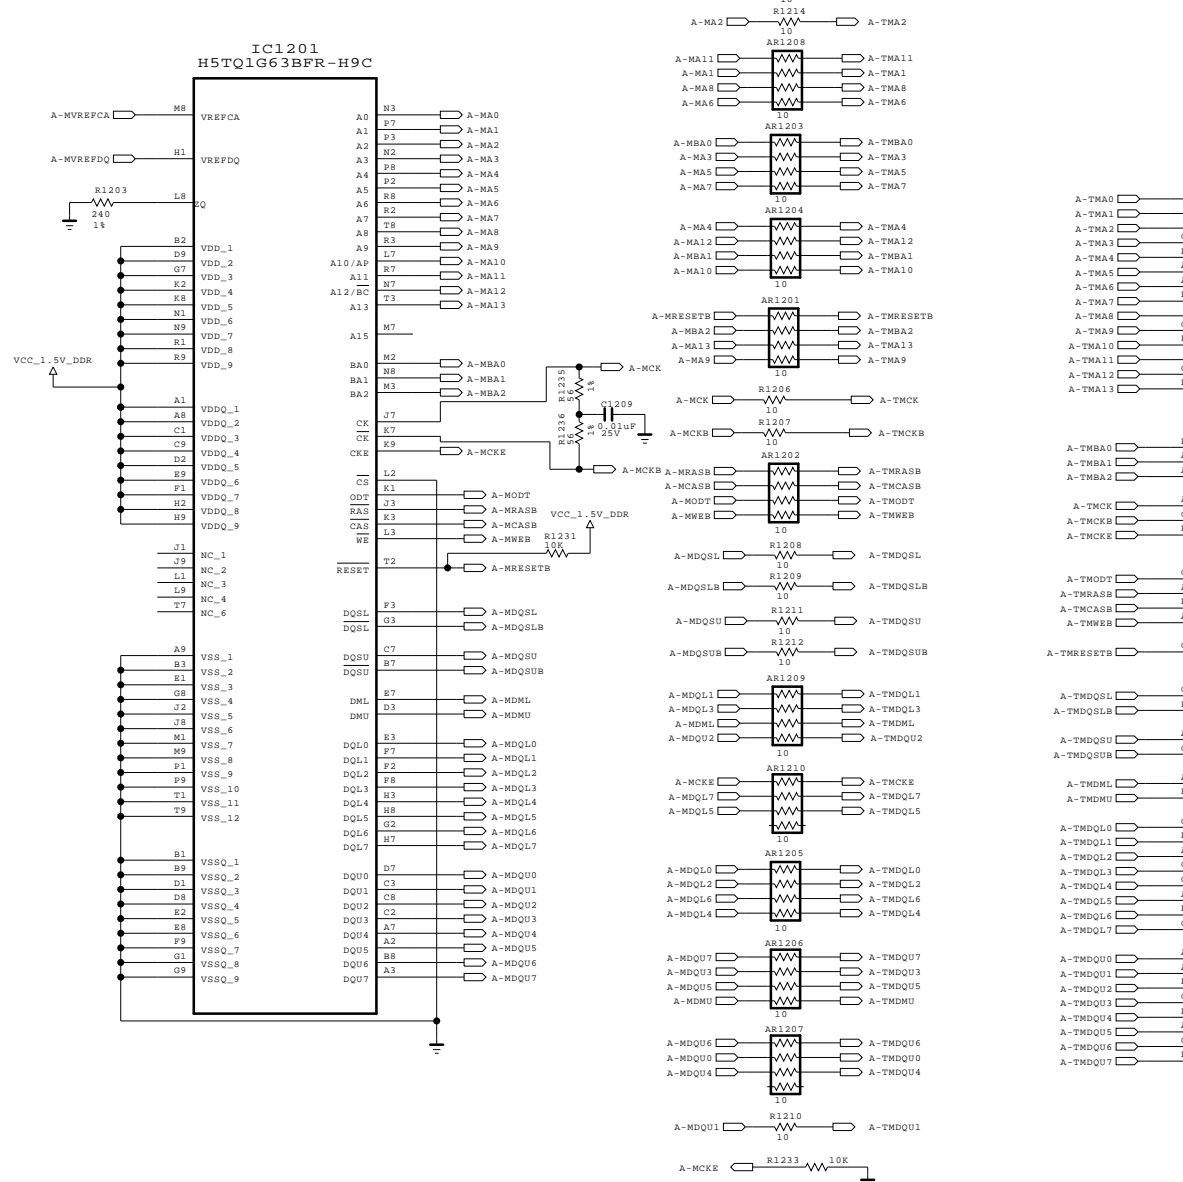 IC1201
H5TQ1G63BFR-H9C
A-MVREFCA
M8
VREFCA
A-MVREFDQ
H1
VREFDQ
R1203
240
1%
L8
ZQ
B2 VDD_1
D9 VDD_2
G7 VDD_3
K2 VDD_4
K8 VDD_5
N1 VDD_6
N9 VDD_7
R1 VDD_8
R9 VDD_9
VCC_1.5V_DDR
A1 VDDQ_1
A8 VDDQ_2
C1 VDDQ_3
C9 VDDQ_4
D2 VDDQ_5
E9 VDDQ_6
F1 VDDQ_7
H2 VDDQ_8
H9 VDDQ_9
J1 NC_1
J9 NC_2
L1 NC_3
L9 NC_4
T7 NC_6
A9 VSS_1
B3 VSS_2
E1 VSS_3
G8 VSS_4
J2 VSS_5
J8 VSS_6
M1 VSS_7
M9 VSS_8
P1 VSS_9
P9 VSS_10
T1 VSS_11
T9 VSS_12
B1 VSSQ_1
B9 VSSQ_2
D1 VSSQ_3
D8 VSSQ_4
E2 VSSQ_5
E8 VSSQ_6
F9 VSSQ_7
G1 VSSQ_8
G9 VSSQ_9
A0 N3 A-MA0
A1 P7 A-MA1
A2 P3 A-MA2
A3 N2 A-MA3
A4 P8 A-MA4
A5 P2 A-MA5
A6 R8 A-MA6
A7 R2 A-MA7
A8 T8 A-MA8
A9 R3 A-MA9
A10/AP L7 A-MA10
A11 R7 A-MA11
A12/BC N7 A-MA12
A13 T3 A-MA13
A15 M7
BA0 M2 A-MBA0
BA1 N8 A-MBA1
BA2 M3 A-MBA2
CK J7
CK K7
CKE K9 A-MCKE
CS L2
ODT K1 A-MODT
RAS J3 A-MRASB
CAS K3 A-MCASB
WE L3 A-MWEB
RESET T2 A-MRESETB
DQSL F3 A-MDQSL
DQSL G3 A-MDQSLB
DQSU C7 A-MDQSU
DQSU B7 A-MDQSUB
DML E7 A-MDML
DMU D3 A-MDMU
DQL0 E3 A-MDQL0
DQL1 F7 A-MDQL1
DQL2 F2 A-MDQL2
DQL3 F8 A-MDQL3
DQL4 H3 A-MDQL4
DQL5 H8 A-MDQL5
DQL6 G2 A-MDQL6
DQL7 H7 A-MDQL7
DQU0 D7 A-MDQU0
DQU1 C3 A-MDQU1
DQU2 C8 A-MDQU2
DQU3 C2 A-MDQU3
DQU4 A7 A-MDQU4
DQU5 A2 A-MDQU5
DQU6 B8 A-MDQU6
DQU7 A3 A-MDQU7
A-MCK
R1235
56
1%
C1209
0.01uF
25V
R1236
56
1%
A-MCKB
VCC_1.5V_DDR
R1231
10K
R1214
A-MA2 A-TMA2
10
AR1208
A-MA11 A-TMA11
A-MA1 A-TMA1
A-MA8 A-TMA8
A-MA6 A-TMA6
10
AR1203
A-MBA0 A-TMBA0
A-MA3 A-TMA3
A-MA5 A-TMA5
A-MA7 A-TMA7
10
AR1204
A-MA4 A-TMA4
A-MA12 A-TMA12
A-MBA1 A-TMBA1
A-MA10 A-TMA10
10
AR1201
A-MRESETB A-TMRESETB
A-MBA2 A-TMBA2
A-MA13 A-TMA13
A-MA9 A-TMA9
10
R1206
A-MCK A-TMCK
10
R1207
A-MCKB A-TMCKB
10
AR1202
A-MRASB A-TMRASB
A-MCASB A-TMCASB
A-MODT A-TMODT
A-MWEB A-TMWEB
10
R1208
A-MDQSL A-TMDQSL
10
R1209
A-MDQSLB A-TMDQSLB
10
R1211
A-MDQSU A-TMDQSU
10
R1212
A-MDQSUB A-TMDQSUB
10
AR1209
A-MDQL1 A-TMDQL1
A-MDQL3 A-TMDQL3
A-MDML A-TMDML
A-MDQU2 A-TMDQU2
10
AR1210
A-MCKE A-TMCKE
A-MDQL7 A-TMDQL7
A-MDQL5 A-TMDQL5
10
AR1205
A-MDQL0 A-TMDQL0
A-MDQL2 A-TMDQL2
A-MDQL6 A-TMDQL6
A-MDQL4 A-TMDQL4
10
AR1206
A-MDQU7 A-TMDQU7
A-MDQU3 A-TMDQU3
A-MDQU5 A-TMDQU5
A-MDMU A-TMDMU
10
AR1207
A-MDQU6 A-TMDQU6
A-MDQU0 A-TMDQU0
A-MDQU4 A-TMDQU4
10
R1210
A-MDQU1 A-TMDQU1
10
A-MCKE R1233 10K
A-TMA0
A-TMA1
A-TMA2
A-TMA3
A-TMA4
A-TMA5
A-TMA6
A-TMA7
A-TMA8
A-TMA9
A-TMA10
A-TMA11
A-TMA12
A-TMA13
A-TMBA0
A-TMBA1
A-TMBA2
A-TMCK
A-TMCKB
A-TMCKE
A-TMODT
A-TMRASB
A-TMCASB
A-TMWEB
A-TMRESETB
A-TMDQSL
A-TMDQSLB
A-TMDQSU
A-TMDQSUB
A-TMDML
A-TMDMU
A-TMDQL0
A-TMDQL1
A-TMDQL2
A-TMDQL3
A-TMDQL4
A-TMDQL5
A-TMDQL6
A-TMDQL7
A-TMDQU0
A-TMDQU1
A-TMDQU2
A-TMDQU3
A-TMDQU4
A-TMDQU5
A-TMDQU6
A-TMDQU7